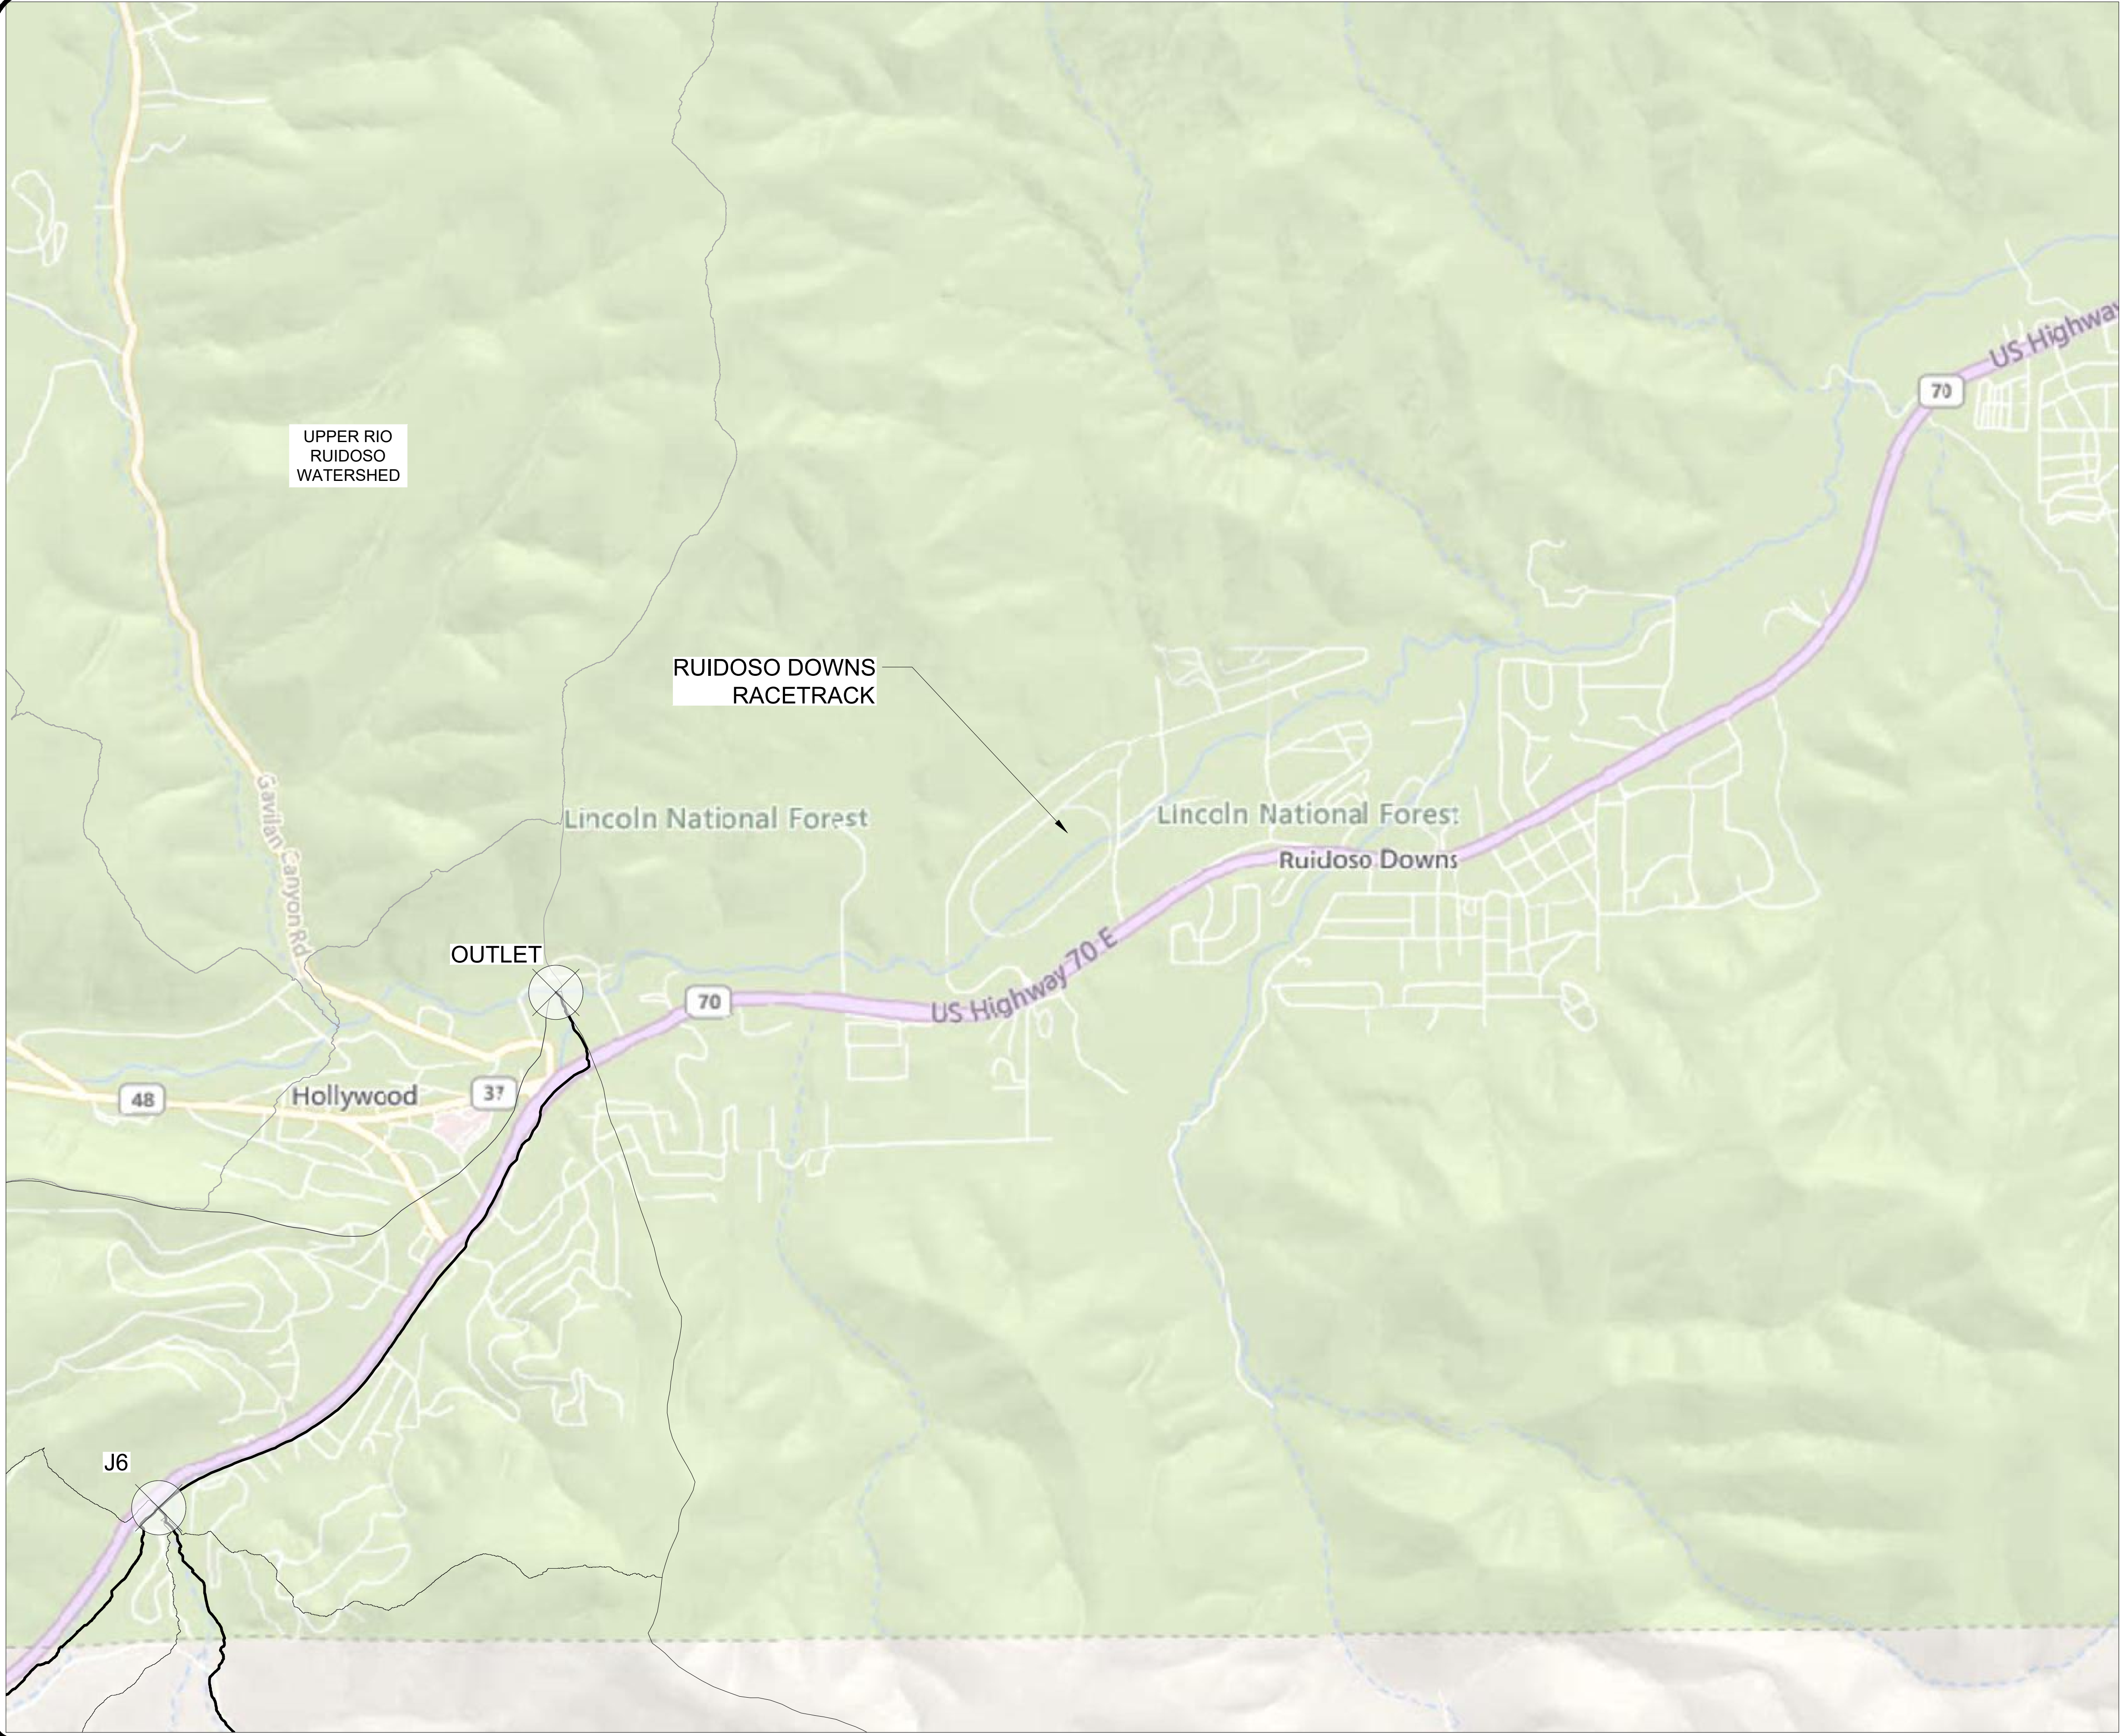 US Highway
70
UPPER RIO
RUIDOSO
WATERSHED
RUIDOSO DOWNS
RACETRACK
Gavilan Canyon Rd
Lincoln National Forest
Lincoln National Forest
Ruidoso Downs
OUTLET
70
US Highway 70 E
48
Hollywood
37
J6